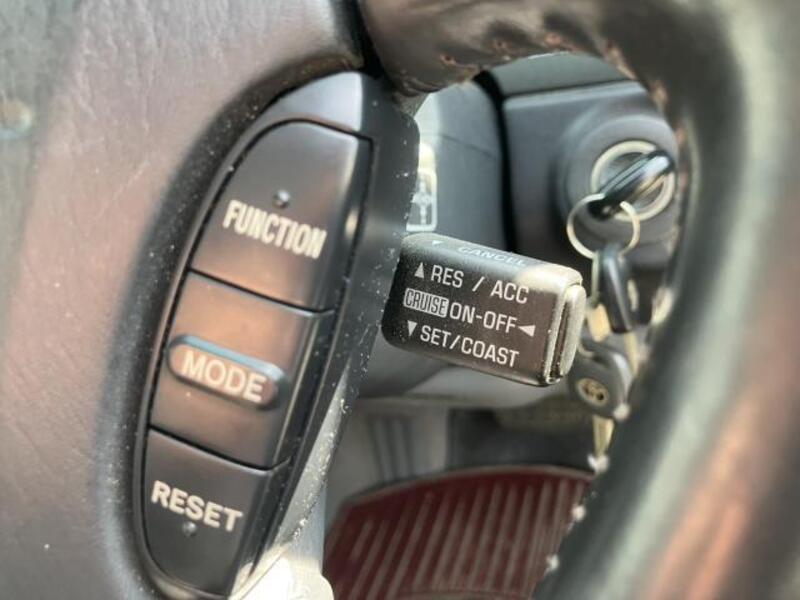 FUNCTION
MODE
RESET
▼ CANCEL
▲ RES / ACC
CRUISE ON-OFF ◄
▼ SET/COAST